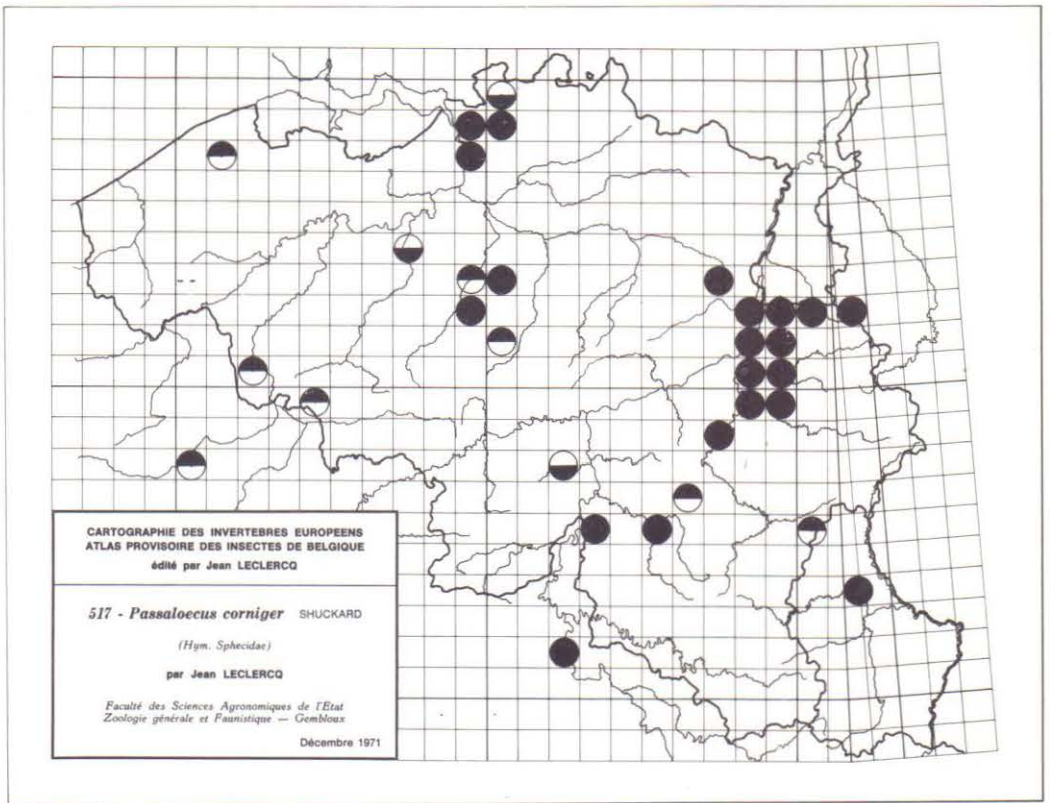 CARTOGRAPHIE DES INVERTEBRES EUROPEENS
ATLAS PROVISOIRE DES INSECTES DE BELGIQUE
édité par Jean LECLERCQ
517 - Passaloecus corniger SHUCKARD
(Hym. Sphecidae)
par Jean LECLERCQ
Faculté des Sciences Agronomiques de l'Etat
Zoologie générale et Faunistique — Gembloux
Décembre 1971